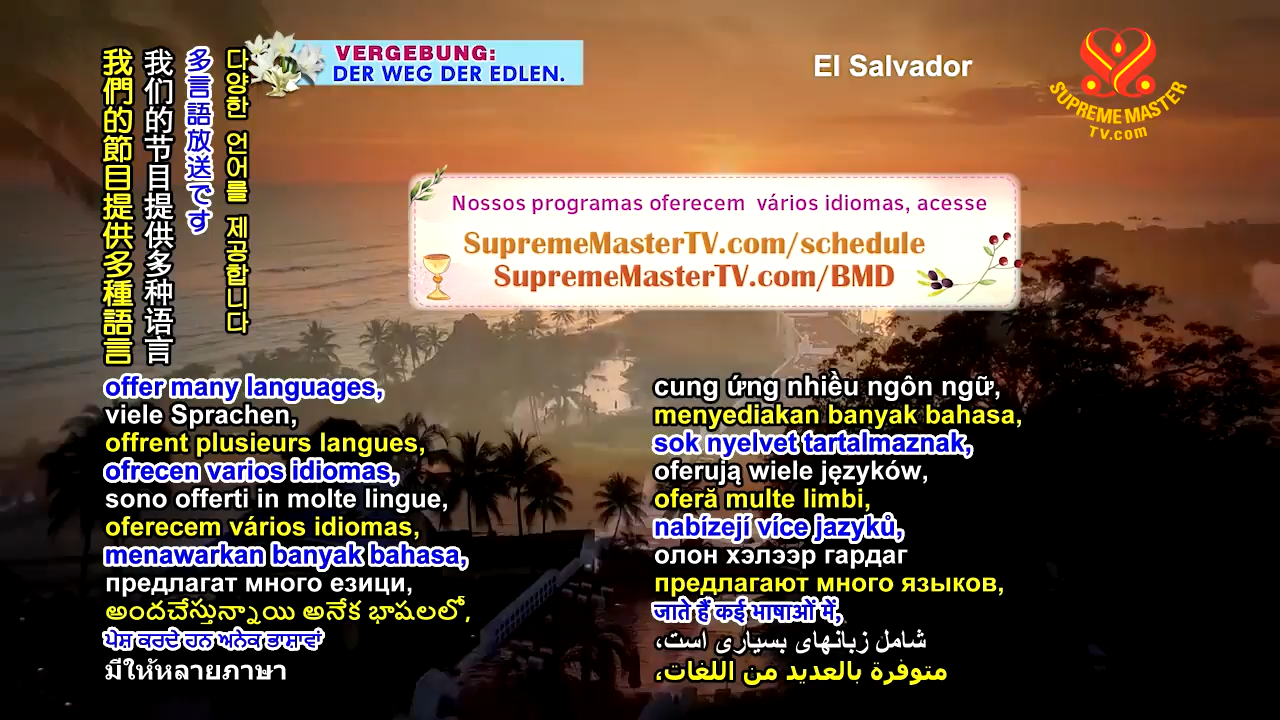 VERGEBUNG:
DER WEG DER EDLEN.
El Salvador
SUPREME MASTER
TV.com
我們的節目提供多種語言
我们的节目提供多种语言
多言語放送です
다양한 언어를 제공합니다
Nossos programas oferecem vários idiomas, acesse
SupremeMasterTV.com/schedule
SupremeMasterTV.com/BMD
offer many languages,
viele Sprachen,
offrent plusieurs langues,
ofrecen varios idiomas,
sono offerti in molte lingue,
oferecem vários idiomas,
menawarkan banyak bahasa,
предлагат много езици,
అందచేస్తున్నాయి అనేక భాషలలో,
ਪੇਸ਼ ਕਰਦੇ ਹਨ ਅਨੇਕ ਭਾਸ਼ਾਵਾਂ
มีให้หลายภาษา
cung ứng nhiều ngôn ngữ,
menyediakan banyak bahasa,
sok nyelvet tartalmaznak,
oferują wiele języków,
oferă multe limbi,
nabízejí více jazyků,
олон хэлээр гардаг
предлагают много языков,
जाते हैं कई भाषाओं में,
شامل زبانهای بسیاری است،
متوفرة بالعديد من اللغات،